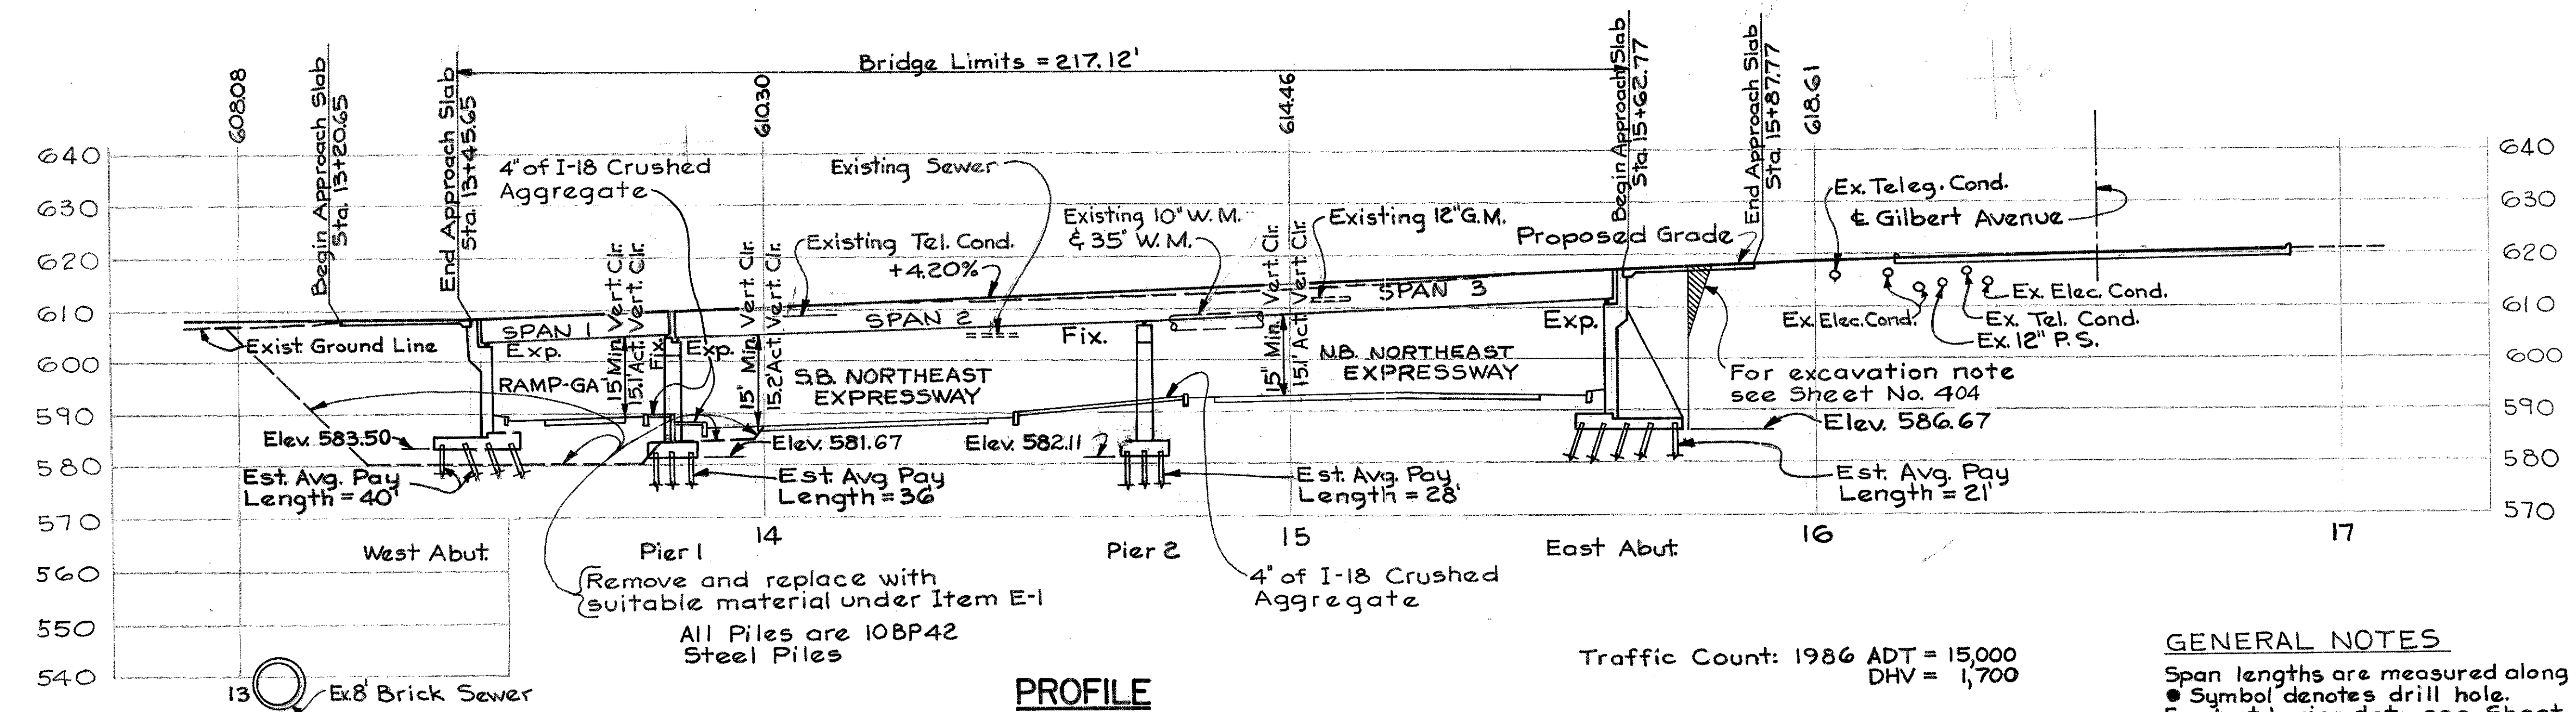 Bridge Limits = 217.12'
608.08
Begin Approach Slab
Sta. 13+20.65
End Approach Slab
Sta. 13+45.65
610.30
614.46
Begin Approach Slab
Sta. 15+62.77
End Approach Slab
Sta. 15+87.77
618.61
640
630
620
610
600
590
580
570
560
550
540
640
630
620
610
600
590
580
570
4" of I-18 Crushed
Aggregate
Existing Sewer
Existing Tel. Cond.
+4.20%
Existing 10" W.M.
& 35" W.M.
Existing 12" G.M.
Proposed Grade
Ex. Teleg. Cond.
℄ Gilbert Avenue
Ex. Elec. Cond.
Ex. Elec. Cond.
Ex. Tel. Cond.
Ex. 12" P.S.
Exist. Ground Line
SPAN 1
SPAN 2
SPAN 3
Exp.
Fix.
Exp.
Fix.
Exp.
15' Min. Vert. Clr.
15.1' Act. Vert. Clr.
15" Min. Vert. Clr.
15.2' Act. Vert. Clr.
15" Min. Vert. Clr.
15.1' Act. Vert. Clr.
RAMP-GA
S.B. NORTHEAST
EXPRESSWAY
N.B. NORTHEAST
EXPRESSWAY
For excavation note
see Sheet No. 404
Elev. 583.50
Elev. 581.67
Elev. 582.11
Elev. 586.67
Est. Avg. Pay
Length = 40'
Est. Avg Pay
Length = 36'
Est. Avg. Pay
Length = 28'
Est. Avg. Pay
Length = 21'
14
15
16
17
West Abut.
Pier 1
Pier 2
East Abut.
Remove and replace with
suitable material under Item E-1
4" of I-18 Crushed
Aggregate
All Piles are 10BP42
Steel Piles
13
Ex. 8' Brick Sewer
PROFILE
Traffic Count: 1986 ADT = 15,000
DHV = 1,700
GENERAL NOTES
Span lengths are measured along
● Symbol denotes drill hole.